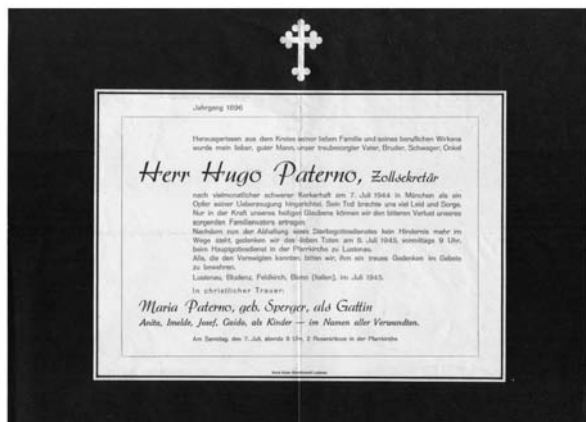 Jahrgang 1896
Herausgerissen aus dem Kreise seiner lieben Familie und seines beruflichen Wirkens
wurde mein lieber, guter Mann, unser treubesorgter Vater, Bruder, Schwager, Onkel
Herr Hugo Paterno, Zollsekretär
nach vielmonatlicher schwerer Kerkerhaft am 7. Juli 1944 in München als ein
Opfer seiner Ueberzeugung hingerichtet. Sein Tod brachte uns viel Leid und Sorge.
Nur in der Kraft unseres heiligen Glaubens können wir den bitteren Verlust unseres
sorgenden Familienvaters ertragen.
Nachdem nun der Abhaltung eines Sterbegottesdienstes kein Hindernis mehr im
Wege steht, gedenken wir des lieben Toten am 8. Juli 1945, vormittags 9 Uhr,
beim Hauptgottesdienst in der Pfarrkirche zu Lustenau.
Alle, die den Verewigten kannten, bitten wir, ihm ein treues Gedenken im Gebete
zu bewahren.
Lustenau, Bludenz, Feldkirch, (Italien), im Juli 1945.
In christlicher Trauer:
Maria Paterno, geb. Sperger, als Gattin
Anita, Imelda, Josef, Guido, als Kinder — im Namen aller Verwandten.
Am Samstag, den 7. Juli, abends 8 Uhr, 2 Rosenkränze in der Pfarrkirche